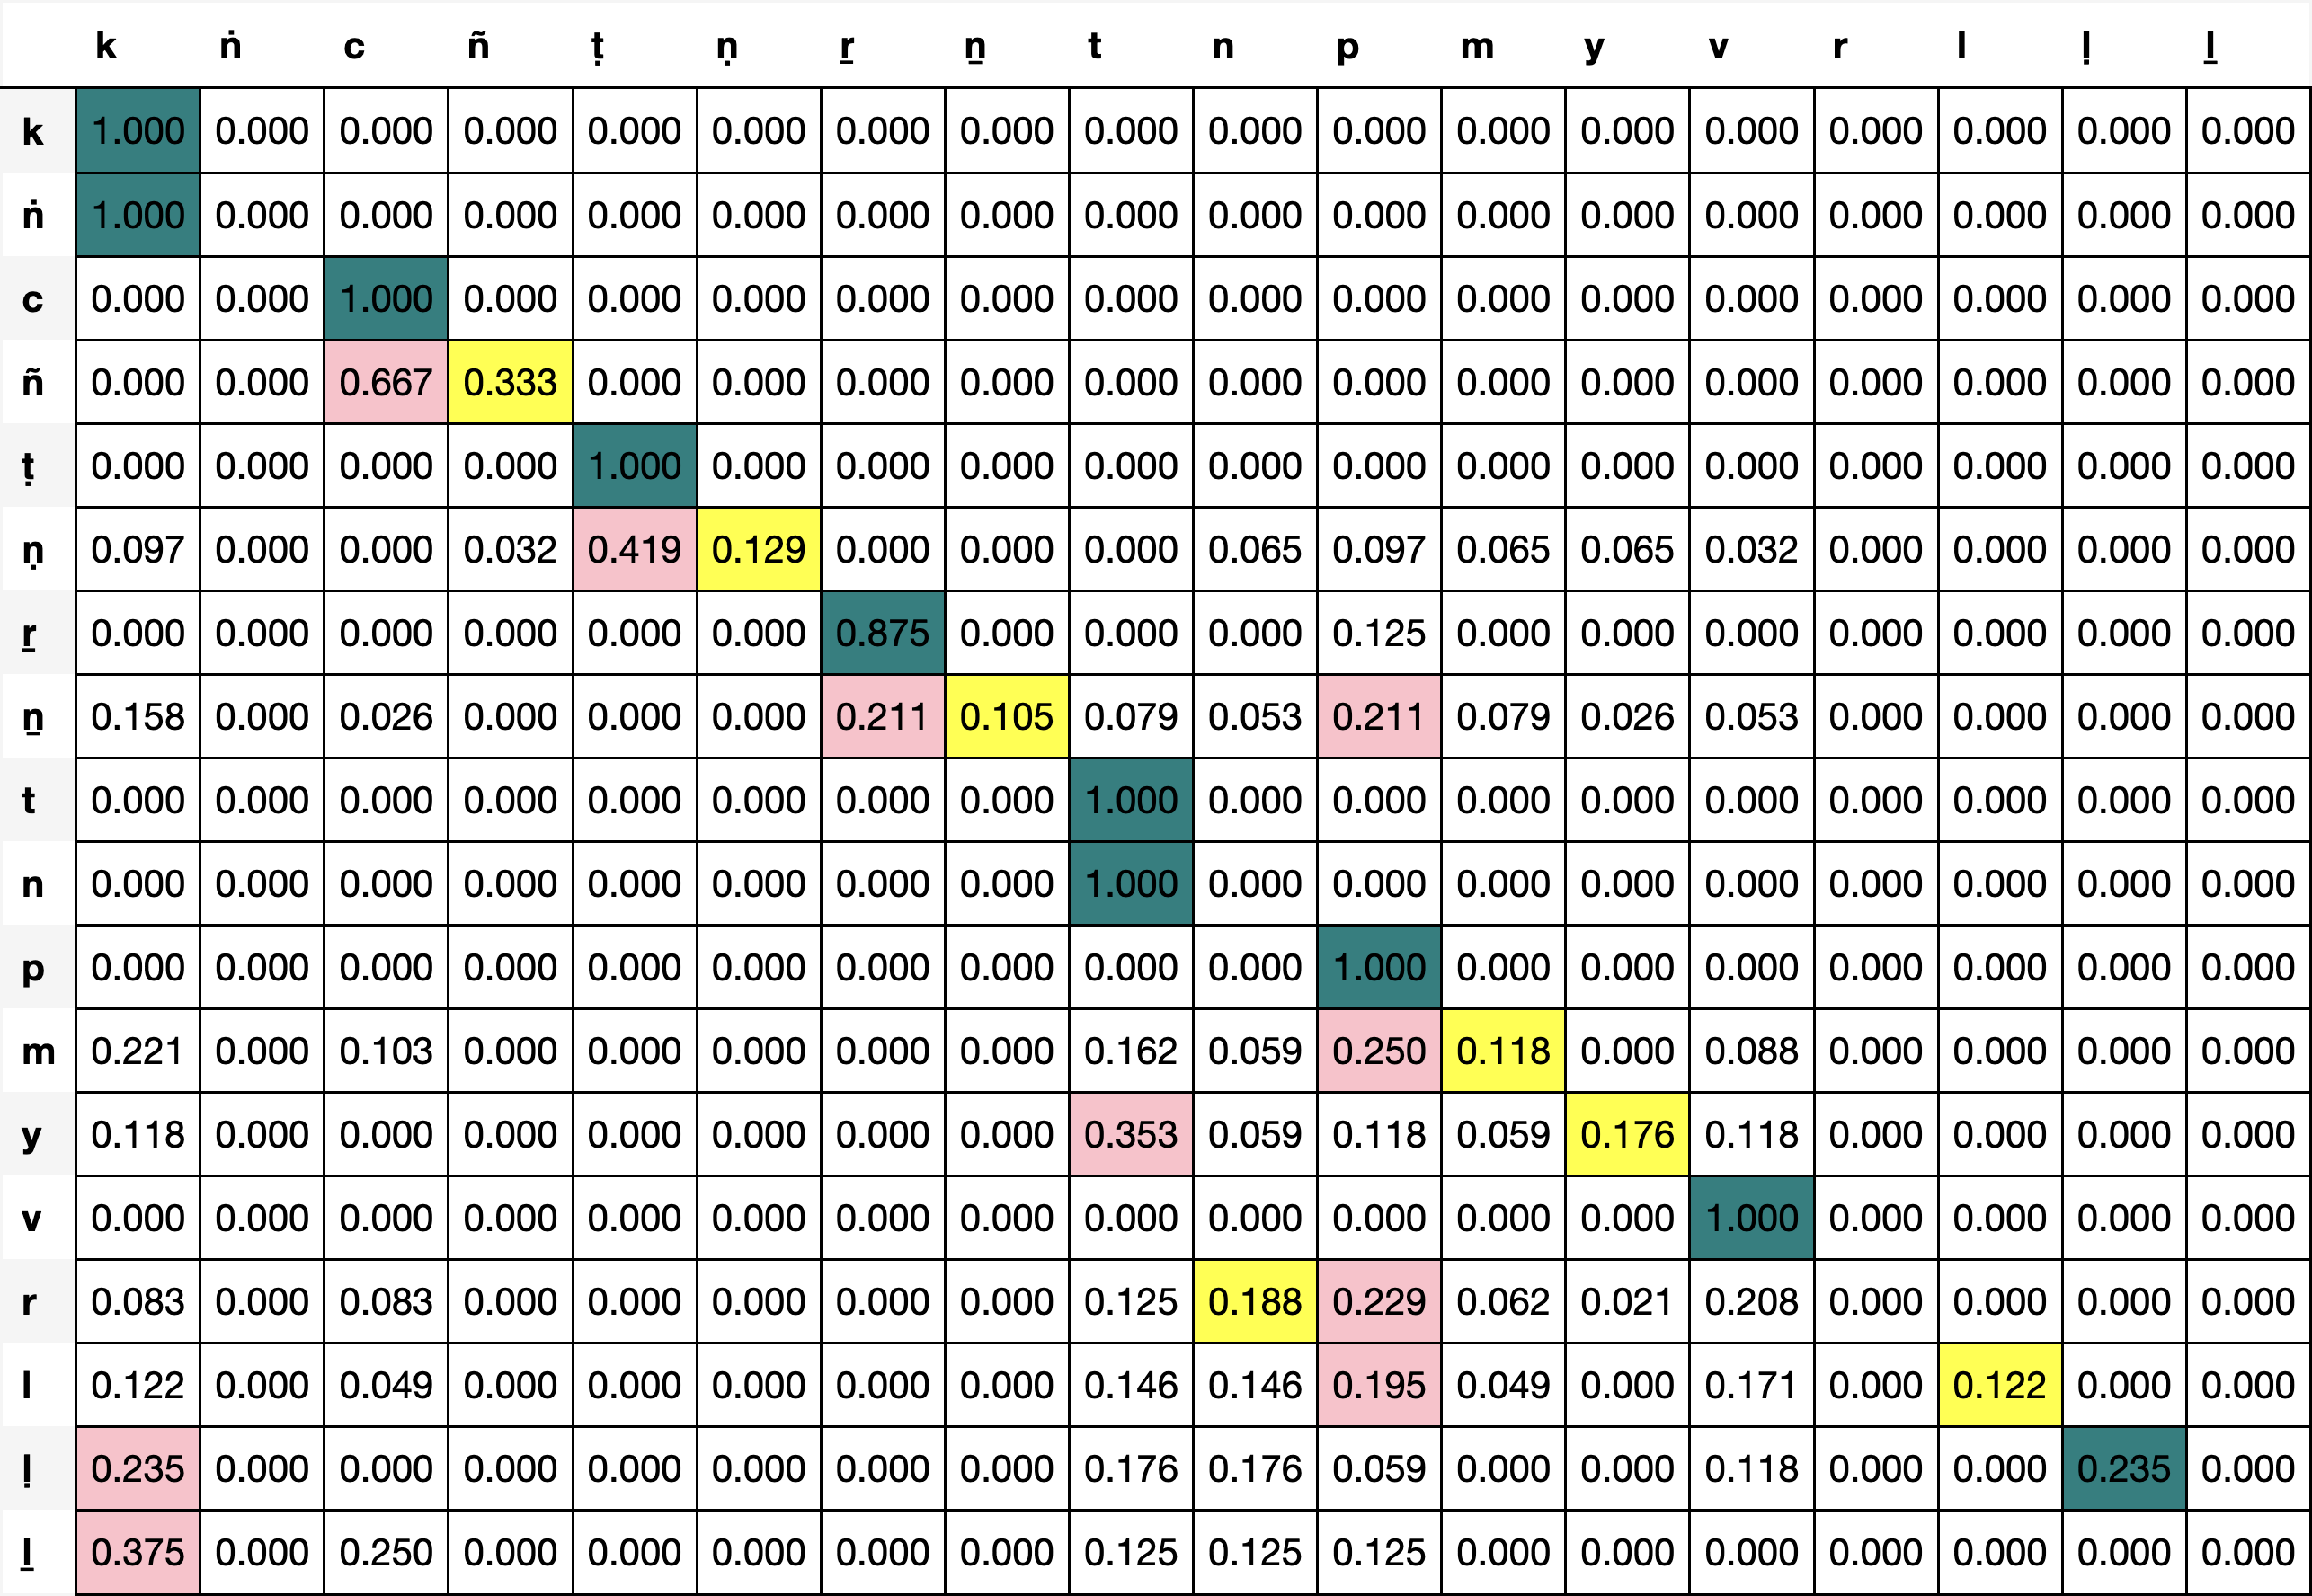 k ṅ c ñ ṭ ṇ ṟ ṉ t n p m y v r l ḷ ḻ
k 1.000 0.000 0.000 0.000 0.000 0.000 0.000 0.000 0.000 0.000 0.000 0.000 0.000 0.000 0.000 0.000 0.000 0.000
ṅ 1.000 0.000 0.000 0.000 0.000 0.000 0.000 0.000 0.000 0.000 0.000 0.000 0.000 0.000 0.000 0.000 0.000 0.000
c 0.000 0.000 1.000 0.000 0.000 0.000 0.000 0.000 0.000 0.000 0.000 0.000 0.000 0.000 0.000 0.000 0.000 0.000
ñ 0.000 0.000 0.667 0.333 0.000 0.000 0.000 0.000 0.000 0.000 0.000 0.000 0.000 0.000 0.000 0.000 0.000 0.000
ṭ 0.000 0.000 0.000 0.000 1.000 0.000 0.000 0.000 0.000 0.000 0.000 0.000 0.000 0.000 0.000 0.000 0.000 0.000
ṇ 0.097 0.000 0.000 0.032 0.419 0.129 0.000 0.000 0.000 0.065 0.097 0.065 0.065 0.032 0.000 0.000 0.000 0.000
ṟ 0.000 0.000 0.000 0.000 0.000 0.000 0.875 0.000 0.000 0.000 0.125 0.000 0.000 0.000 0.000 0.000 0.000 0.000
ṉ 0.158 0.000 0.026 0.000 0.000 0.000 0.211 0.105 0.079 0.053 0.211 0.079 0.026 0.053 0.000 0.000 0.000 0.000
t 0.000 0.000 0.000 0.000 0.000 0.000 0.000 0.000 1.000 0.000 0.000 0.000 0.000 0.000 0.000 0.000 0.000 0.000
n 0.000 0.000 0.000 0.000 0.000 0.000 0.000 0.000 1.000 0.000 0.000 0.000 0.000 0.000 0.000 0.000 0.000 0.000
p 0.000 0.000 0.000 0.000 0.000 0.000 0.000 0.000 0.000 0.000 1.000 0.000 0.000 0.000 0.000 0.000 0.000 0.000
m 0.221 0.000 0.103 0.000 0.000 0.000 0.000 0.000 0.162 0.059 0.250 0.118 0.000 0.088 0.000 0.000 0.000 0.000
y 0.118 0.000 0.000 0.000 0.000 0.000 0.000 0.000 0.353 0.059 0.118 0.059 0.176 0.118 0.000 0.000 0.000 0.000
v 0.000 0.000 0.000 0.000 0.000 0.000 0.000 0.000 0.000 0.000 0.000 0.000 0.000 1.000 0.000 0.000 0.000 0.000
r 0.083 0.000 0.083 0.000 0.000 0.000 0.000 0.000 0.125 0.188 0.229 0.062 0.021 0.208 0.000 0.000 0.000 0.000
l 0.122 0.000 0.049 0.000 0.000 0.000 0.000 0.000 0.146 0.146 0.195 0.049 0.000 0.171 0.000 0.122 0.000 0.000
ḷ 0.235 0.000 0.000 0.000 0.000 0.000 0.000 0.000 0.176 0.176 0.059 0.000 0.000 0.118 0.000 0.000 0.235 0.000
ḻ 0.375 0.000 0.250 0.000 0.000 0.000 0.000 0.000 0.125 0.125 0.125 0.000 0.000 0.000 0.000 0.000 0.000 0.000